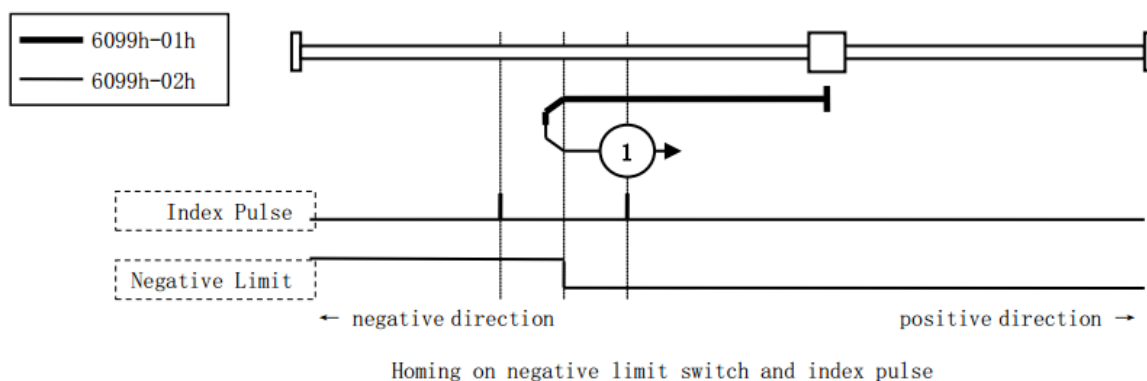 6099h-01h
6099h-02h
1
Index Pulse
Negative Limit
← negative direction
positive direction →
Homing on negative limit switch and index pulse